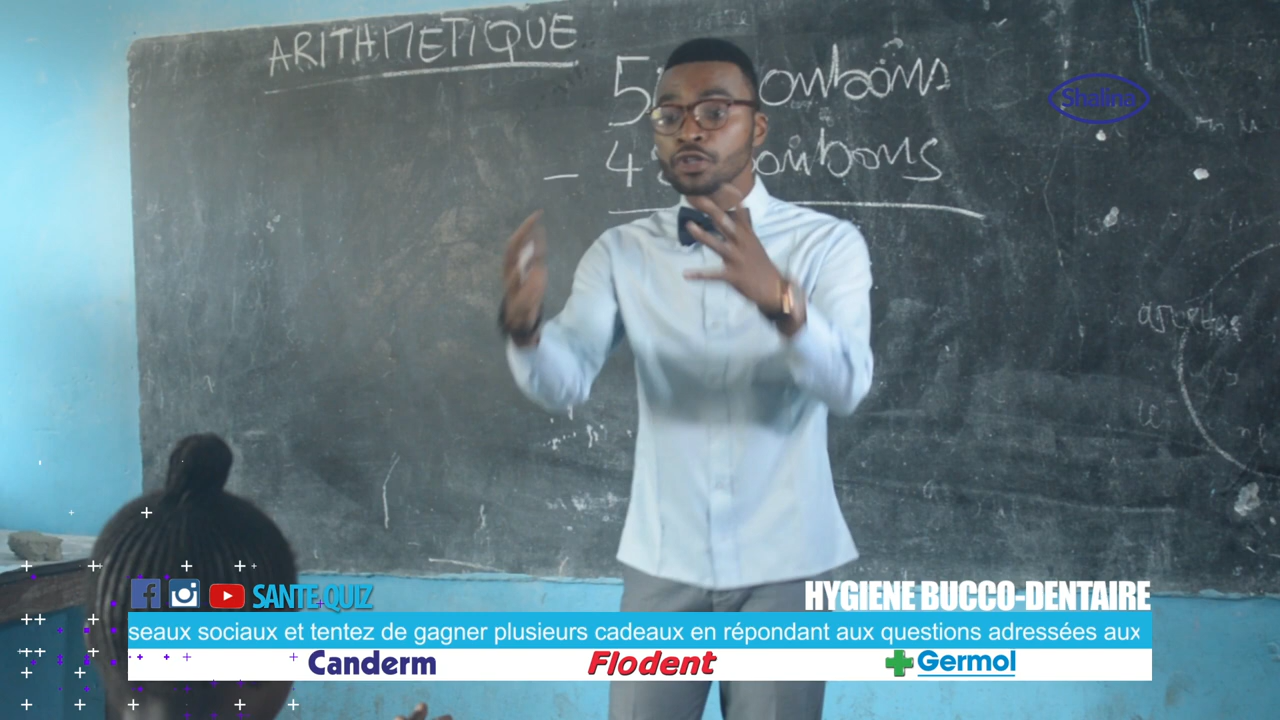 ARITHMETIQUE
5
bonbons
- 4
bonbons
Shalina
SANTE QUIZ
HYGIENE BUCCO-DENTAIRE
seaux sociaux et tentez de gagner plusieurs cadeaux en répondant aux questions adressées aux
Canderm
Flodent
Germol